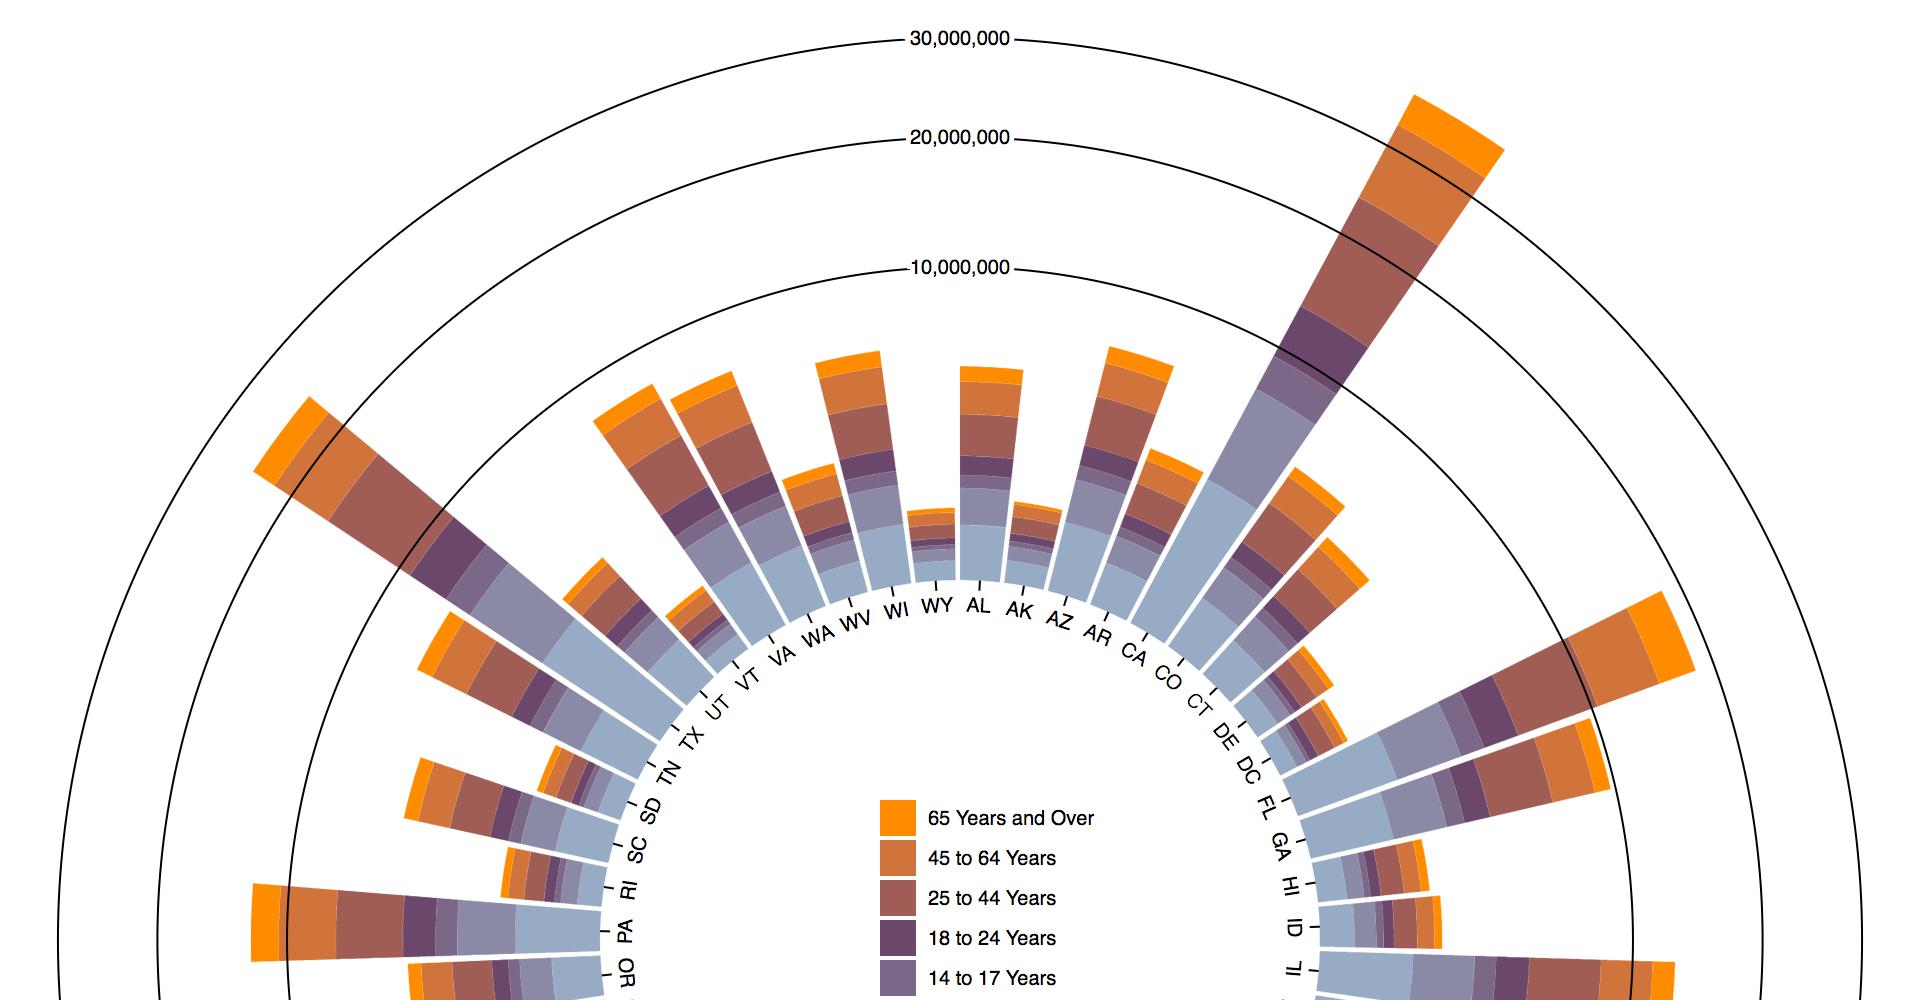 30,000,000
20,000,000
10,000,000
OR
PA
RI
SC
SD
TN
TX
UT
VT
VA
WA
WV
WI
WY
AL
AK
AZ
AR
CA
CO
CT
DE
DC
FL
GA
HI
ID
IL
65 Years and Over
45 to 64 Years
25 to 44 Years
18 to 24 Years
14 to 17 Years